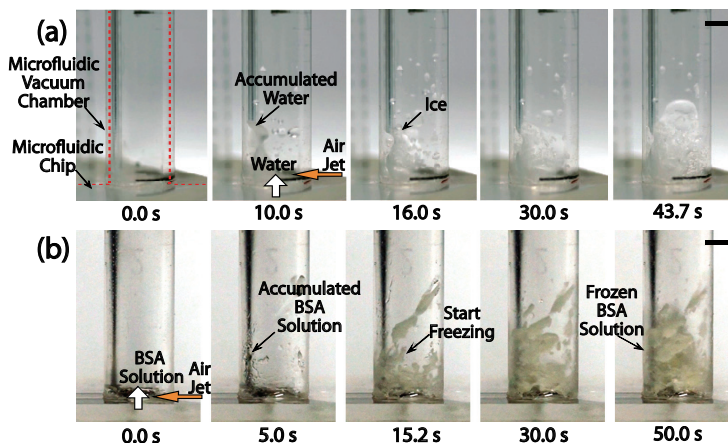 (a)
Microfluidic
Vacuum
Chamber
Microfluidic
Chip
Accumulated
Water
Water
Air
Jet
Ice
0.0 s
10.0 s
16.0 s
30.0 s
43.7 s
(b)
BSA
Solution
Air
Jet
Accumulated
BSA
Solution
Start
Freezing
Frozen
BSA
Solution
0.0 s
5.0 s
15.2 s
30.0 s
50.0 s